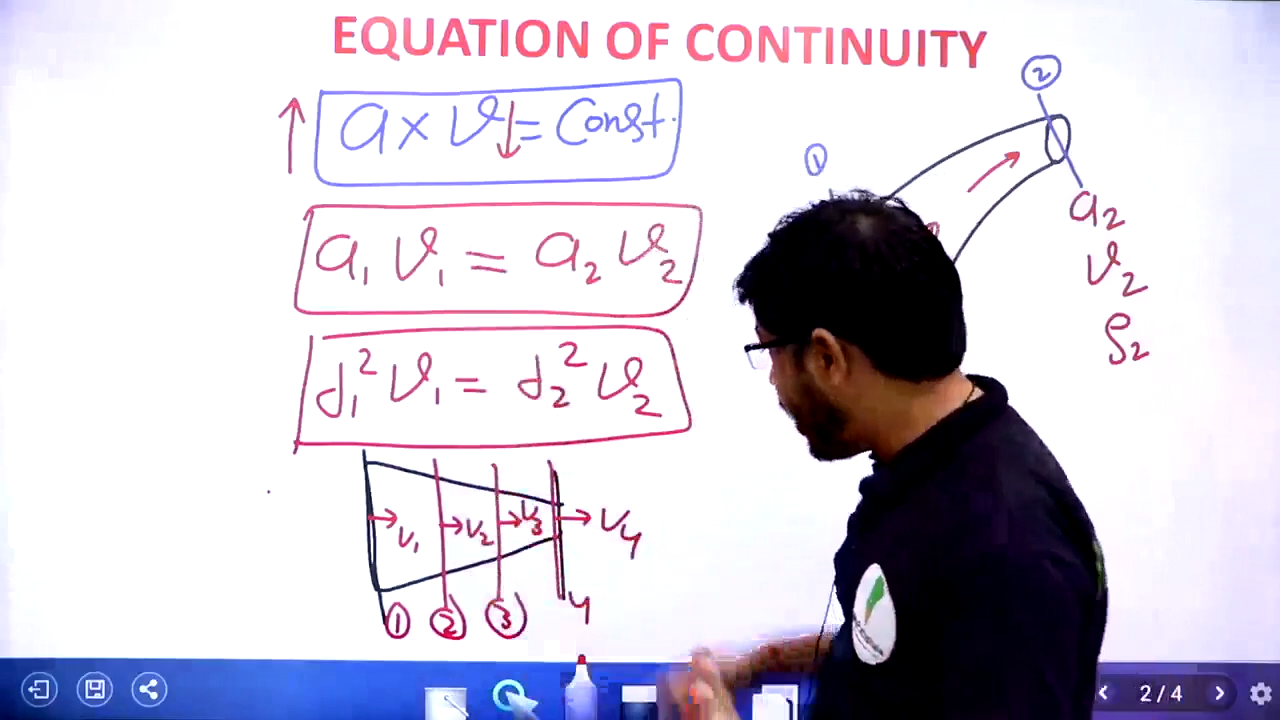 EQUATION OF CONTINUITY
a × v = Const.
a₁ v₁ = a₂ v₂
d₁² v₁ = d₂² v₂
v₁ v₂ v₃ v₄
① ② ③ 4
②
①
a₂
v₂
ρ₂
2 / 4